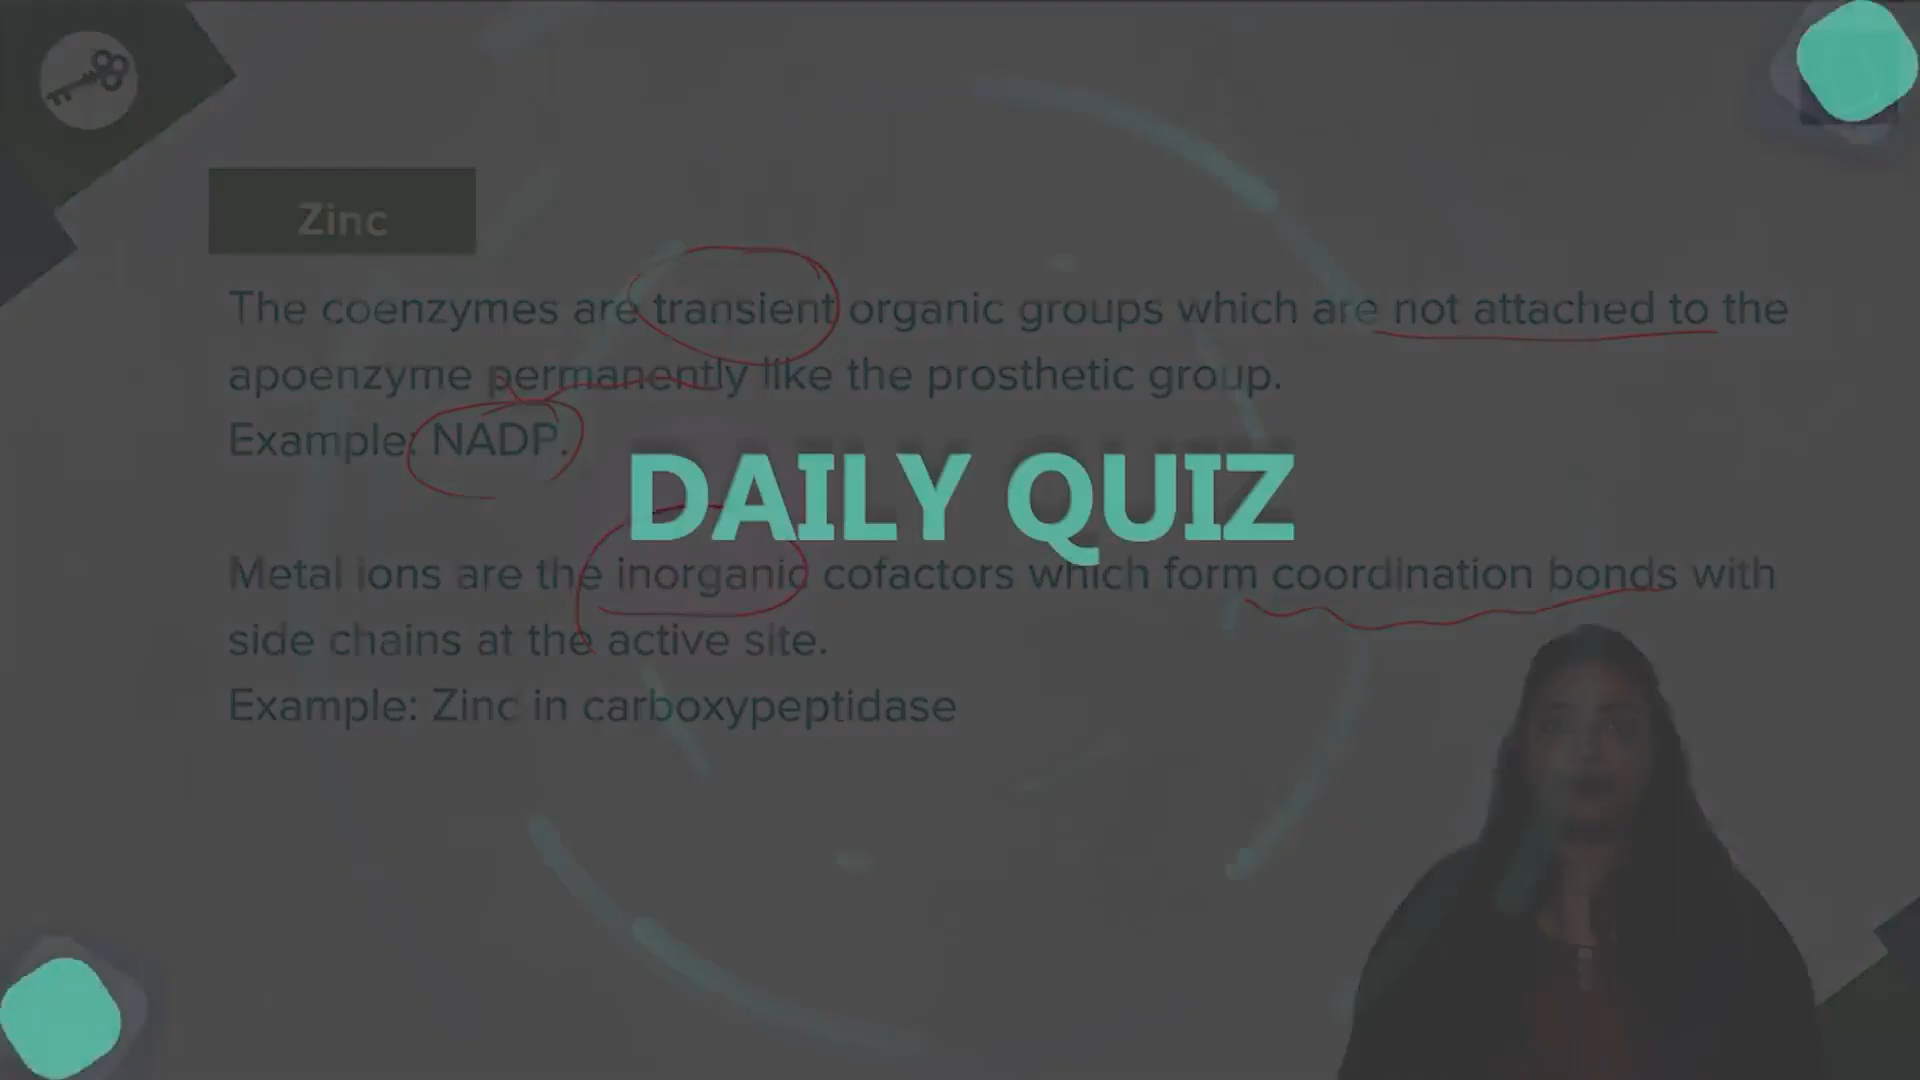 Zinc
The coenzymes are transient organic groups which are not attached to the
apoenzyme permanently like the prosthetic group.
Example: NADP.
DAILY QUIZ
Metal ions are the inorganic cofactors which form coordination bonds with
side chains at the active site.
Example: Zinc in carboxypeptidase